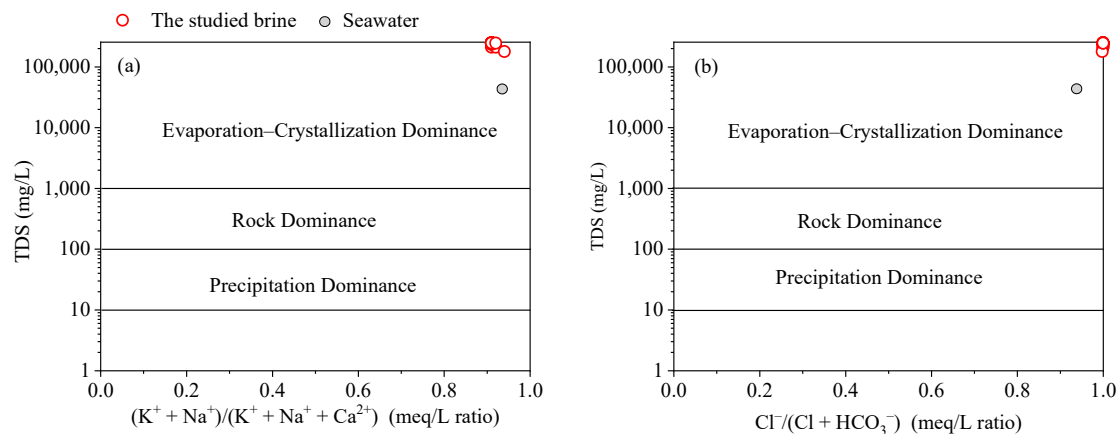 The studied brine Seawater
(a)
100,000
10,000
1,000
100
10
1
TDS (mg/L)
Evaporation–Crystallization Dominance
Rock Dominance
Precipitation Dominance
0.0 0.2 0.4 0.6 0.8 1.0
(K⁺ + Na⁺)/(K⁺ + Na⁺ + Ca²⁺) (meq/L ratio)
(b)
100,000
10,000
1,000
100
10
1
TDS (mg/L)
Evaporation–Crystallization Dominance
Rock Dominance
Precipitation Dominance
0.0 0.2 0.4 0.6 0.8 1.0
Cl⁻/(Cl + HCO₃⁻) (meq/L ratio)